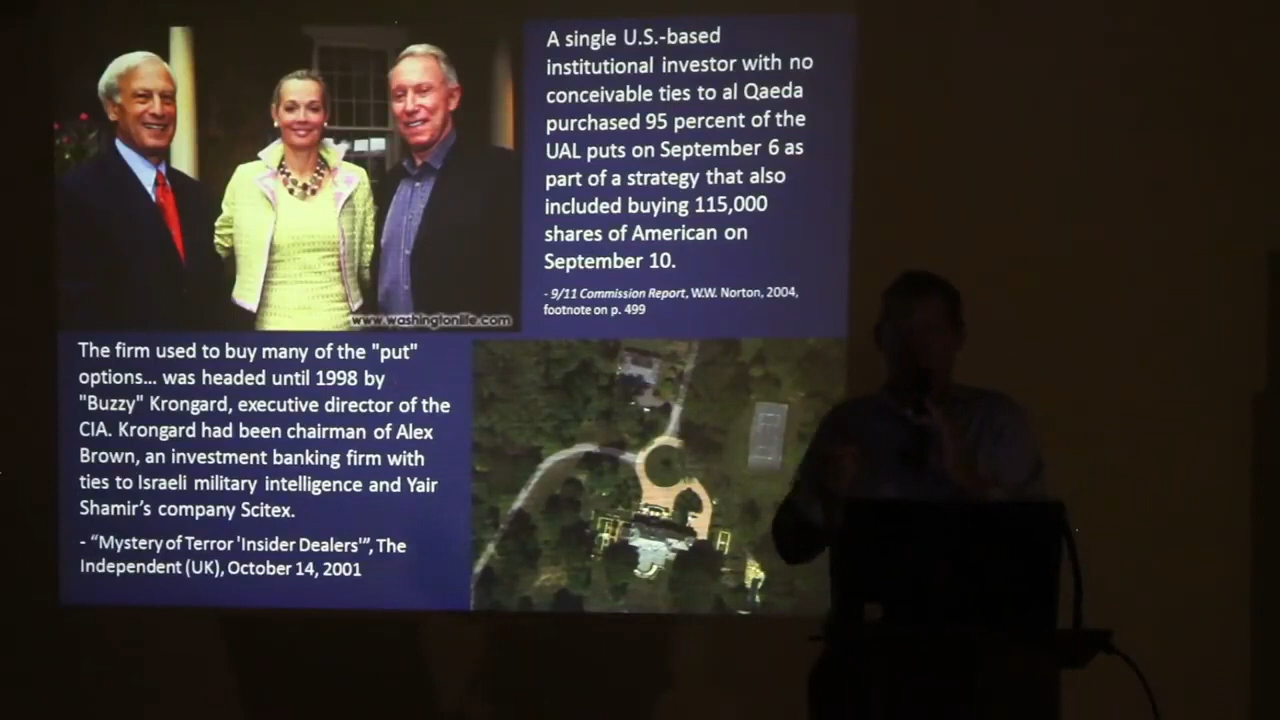 A single U.S.-based
institutional investor with no
conceivable ties to al Qaeda
purchased 95 percent of the
UAL puts on September 6 as
part of a strategy that also
included buying 115,000
shares of American on
September 10.
- 9/11 Commission Report, W.W. Norton, 2004,
footnote on p. 499
www.washingtonlife.com
The firm used to buy many of the "put"
options... was headed until 1998 by
"Buzzy" Krongard, executive director of the
CIA. Krongard had been chairman of Alex
Brown, an investment banking firm with
ties to Israeli military intelligence and Yair
Shamir’s company Scitex.
- “Mystery of Terror 'Insider Dealers'”, The
Independent (UK), October 14, 2001